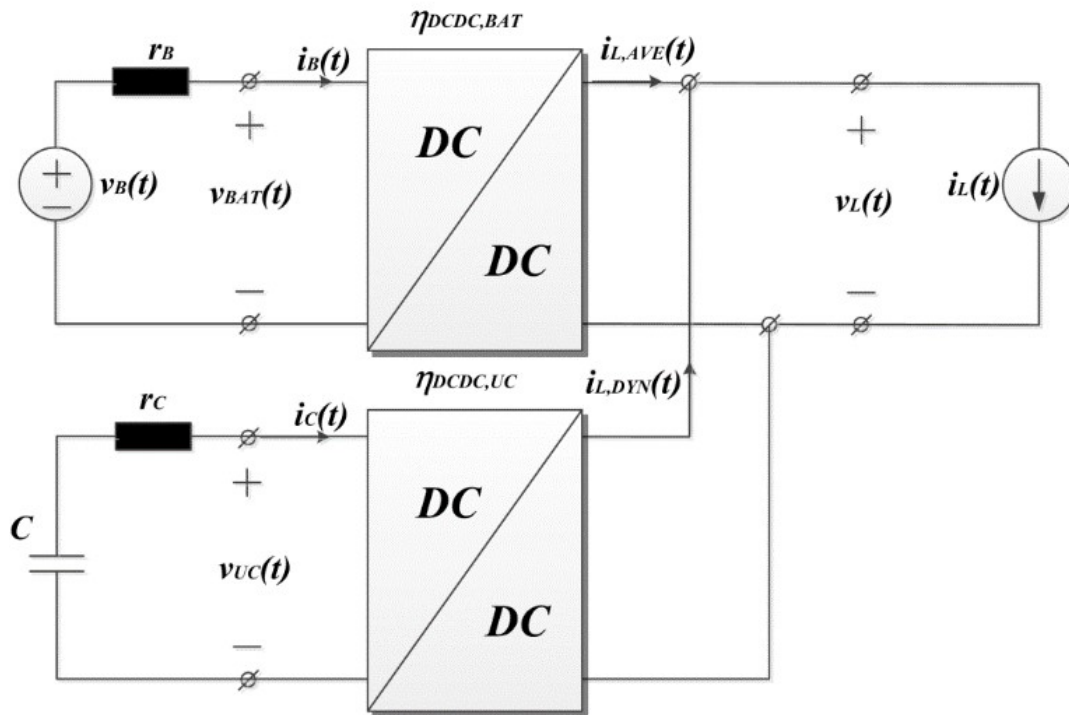 ηDCDC,BAT
rB iB(t) iL,AVE(t)
+ DC +
+ − vB(t) vBAT(t) vL(t) iL(t)
DC
− −
ηDCDC,UC
rC iC(t) iL,DYN(t)
+ DC
C vUC(t)
DC
−